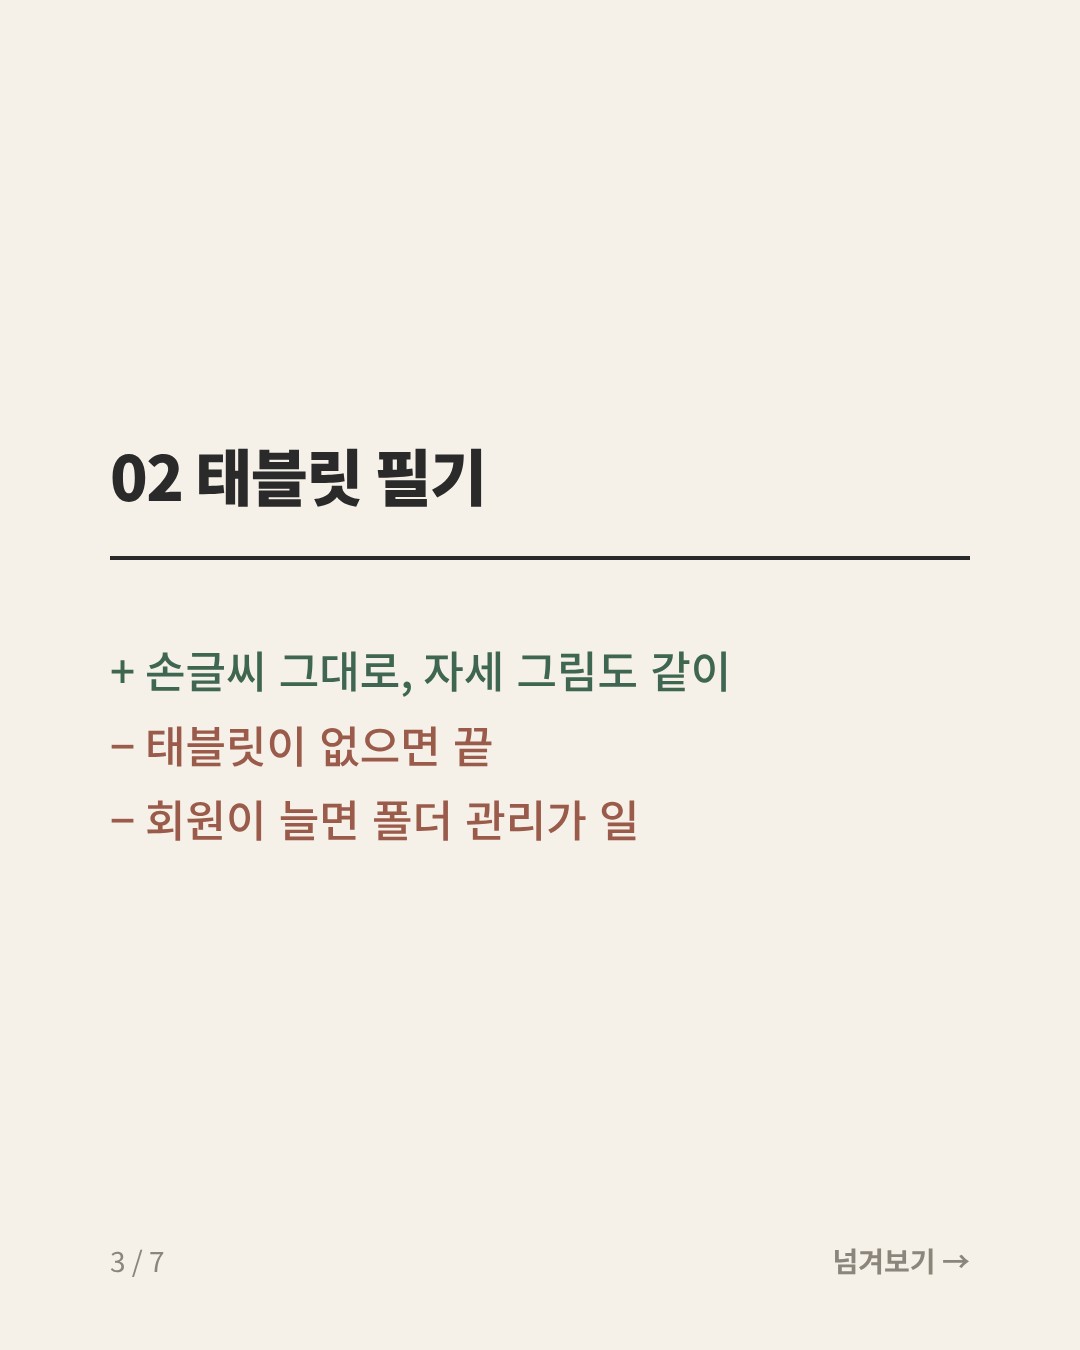 02 태블릿 필기
+ 손글씨 그대로, 자세 그림도 같이
− 태블릿이 없으면 끝
− 회원이 늘면 폴더 관리가 일
3 / 7
넘겨보기 →